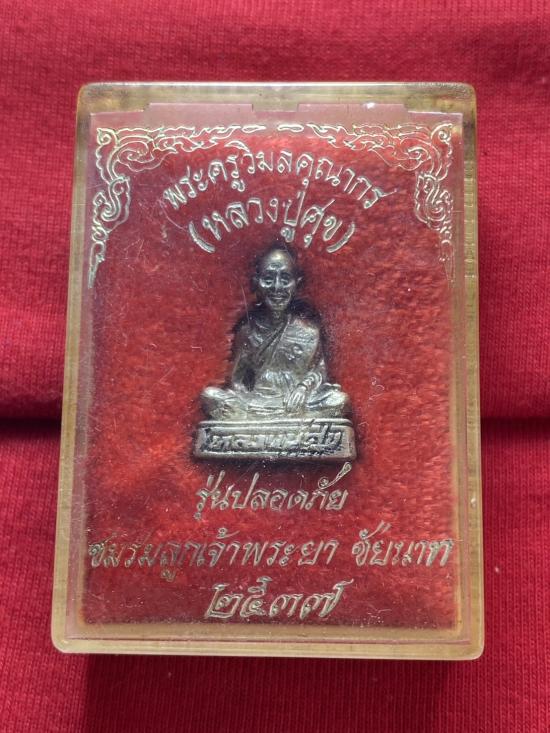 พระครูวิมลคุณากร
(หลวงปู่ศุข)
หลวงปู่ศุข
รุ่นปลอดภัย
ชมรมลูกเจ้าพระยา ชัยนาท
๒๕๓๗